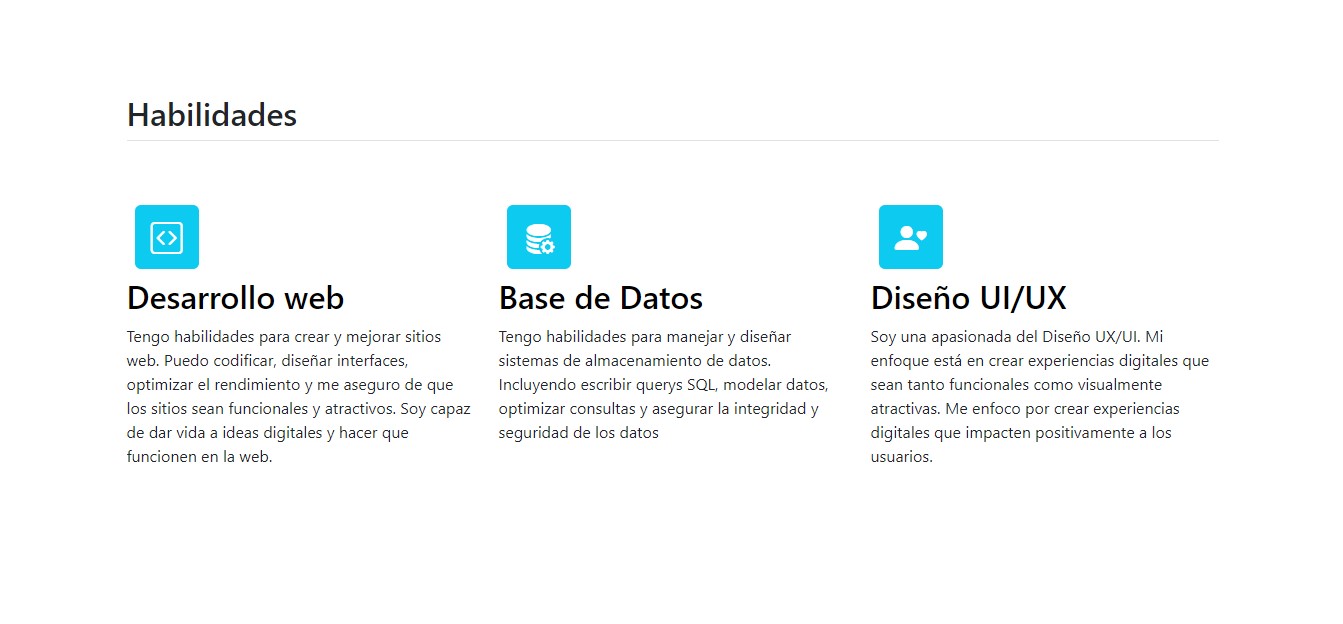 Habilidades
Desarrollo web
Tengo habilidades para crear y mejorar sitios
web. Puedo codificar, diseñar interfaces,
optimizar el rendimiento y me aseguro de que
los sitios sean funcionales y atractivos. Soy capaz
de dar vida a ideas digitales y hacer que
funcionen en la web.
Base de Datos
Tengo habilidades para manejar y diseñar
sistemas de almacenamiento de datos.
Incluyendo escribir querys SQL, modelar datos,
optimizar consultas y asegurar la integridad y
seguridad de los datos
Diseño UI/UX
Soy una apasionada del Diseño UX/UI. Mi
enfoque está en crear experiencias digitales que
sean tanto funcionales como visualmente
atractivas. Me enfoco por crear experiencias
digitales que impacten positivamente a los
usuarios.